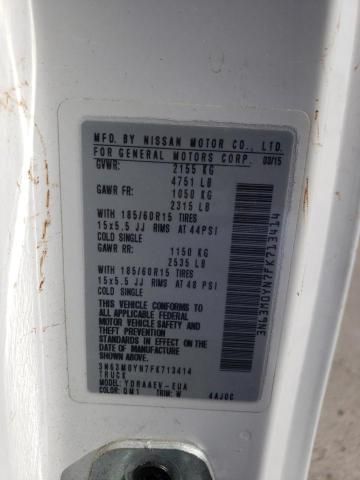 MFD. BY NISSAN MOTOR CO., LTD.
FOR GENERAL MOTORS CORP. 03/15
GVWR: 2155 KG
4751 LB
GAWR FR: 1050 KG
2315 LB
WITH 185/60R15 TIRES
15x5.5 JJ RIMS AT 44PSI
COLD SINGLE
GAWR RR: 1150 KG
2535 LB
WITH 185/60R15 TIRES
15x5.5 JJ RIMS AT 48 PSI
COLD SINGLE
THIS VEHICLE CONFORMS TO
ALL APPLICABLE FEDERAL
MOTOR VEHICLE SAFETY AND
THEFT PREVENTION
STANDARDS IN EFFECT ON
THE DATE OF MANUFACTURE
SHOWN ABOVE.
3N63M0YN7FK713414
TRUCK
MODEL: YDRAAEV-EUA
COLOR: QM1 TRIM: W 4AJ0C
3N63M0YN7FK713414